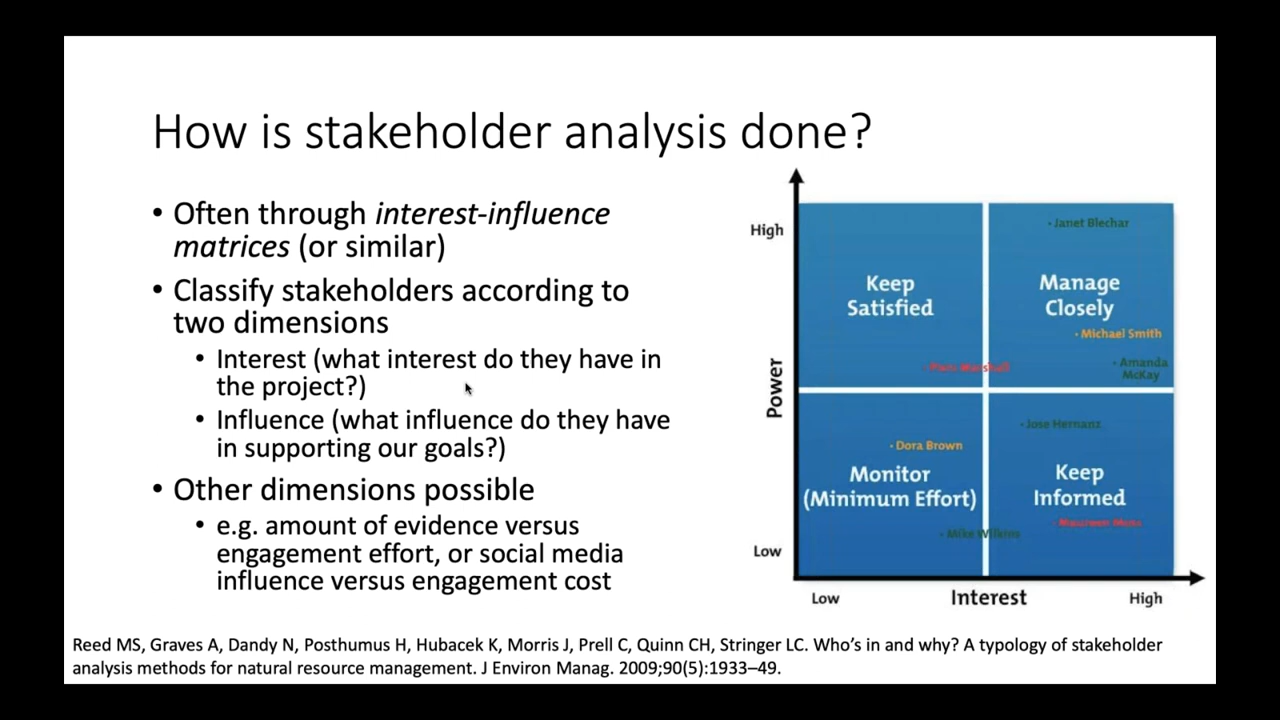 How is stakeholder analysis done?
• Often through interest-influence
matrices (or similar)
• Classify stakeholders according to
two dimensions
• Interest (what interest do they have in
the project?)
• Influence (what influence do they have
in supporting our goals?)
• Other dimensions possible
• e.g. amount of evidence versus
engagement effort, or social media
influence versus engagement cost
High
Power
Low
Keep
Satisfied
• Janet Blechar
Manage
Closely
• Michael Smith
• Amanda
McKay
• Marshall
• Dora Brown
Monitor
(Minimum Effort)
• Mike
• Jose Hernanz
Keep
Informed
• Maureen
Low
Interest
High
Reed MS, Graves A, Dandy N, Posthumus H, Hubacek K, Morris J, Prell C, Quinn CH, Stringer LC. Who’s in and why? A typology of stakeholder
analysis methods for natural resource management. J Environ Manag. 2009;90(5):1933–49.